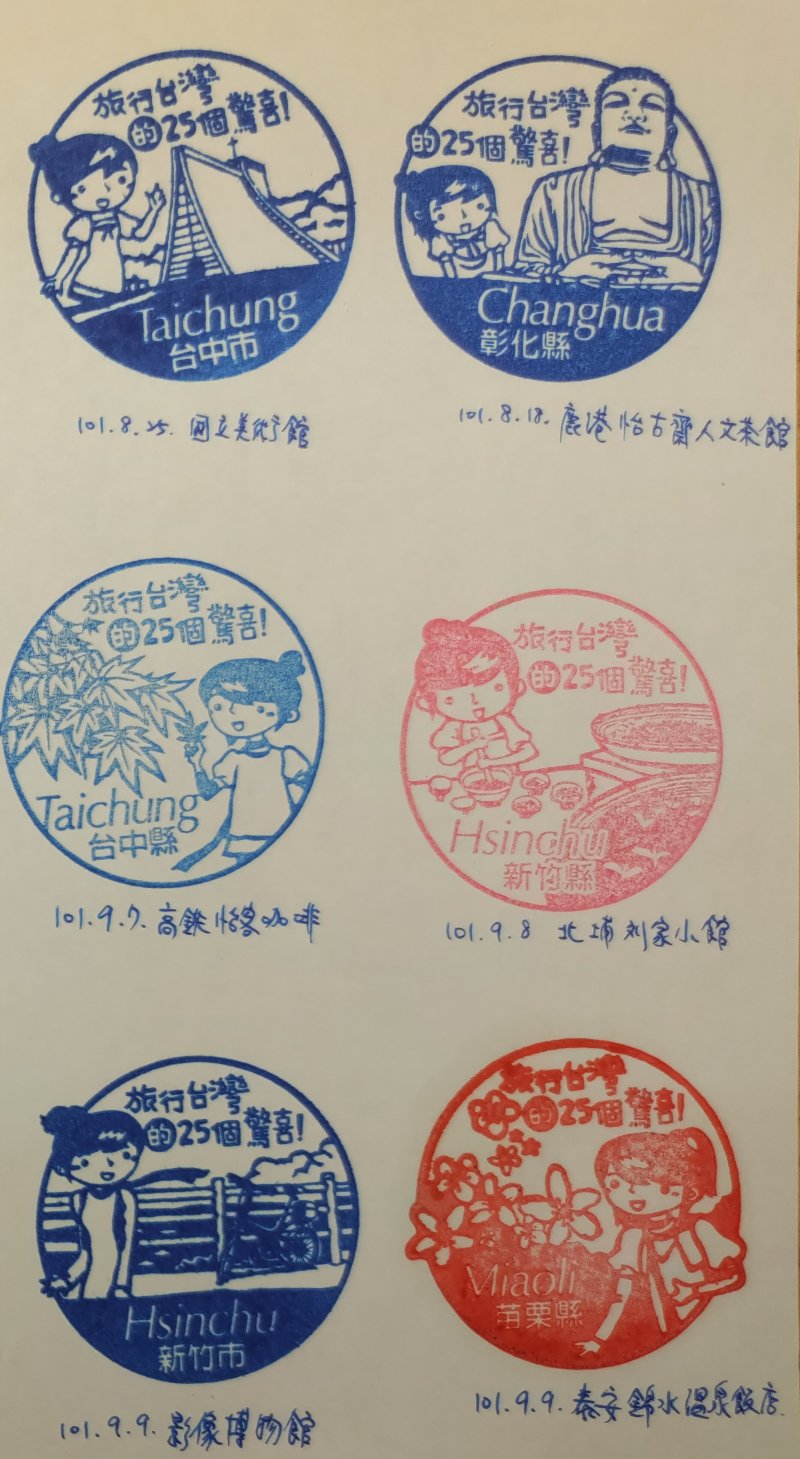 旅行台灣
的25個驚喜!
Taichung
台中市
101.8.25. 国立美術館
旅行台灣
的25個驚喜!
Changhua
彰化縣
101.8.18. 鹿港怡古齋人文茶館
旅行台灣
的25個驚喜!
Taichung
台中縣
101.9.7. 高鉄怡客咖啡
旅行台灣
的25個驚喜!
Hsinchu
新竹縣
101.9.8 北埔刘家小館
旅行台灣
的25個驚喜!
Hsinchu
新竹市
101.9.9. 影像博物館
旅行台灣
的25個驚喜!
Miaoli
苗栗縣
101.9.9. 泰安錦水温泉飯店